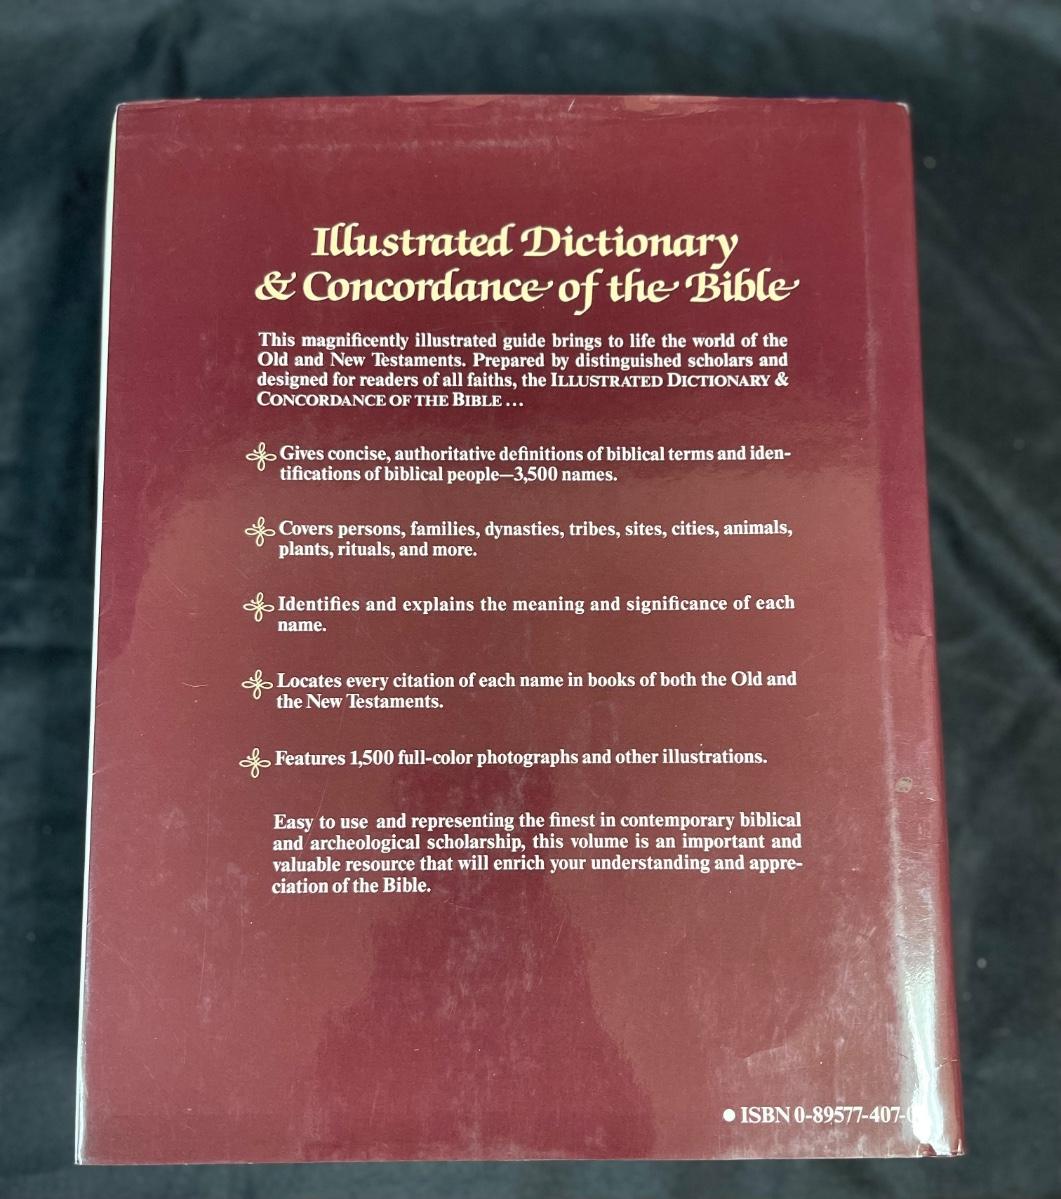 Illustrated Dictionary
& Concordance of the Bible
This magnificently illustrated guide brings to life the world of the
Old and New Testaments. Prepared by distinguished scholars and
designed for readers of all faiths, the ILLUSTRATED DICTIONARY &
CONCORDANCE OF THE BIBLE ...
Gives concise, authoritative definitions of biblical terms and iden-
tifications of biblical people—3,500 names.
Covers persons, families, dynasties, tribes, sites, cities, animals,
plants, rituals, and more.
Identifies and explains the meaning and significance of each
name.
Locates every citation of each name in books of both the Old and
the New Testaments.
Features 1,500 full-color photographs and other illustrations.
Easy to use and representing the finest in contemporary biblical
and archeological scholarship, this volume is an important and
valuable resource that will enrich your understanding and appre-
ciation of the Bible.
● ISBN 0-89577-407-